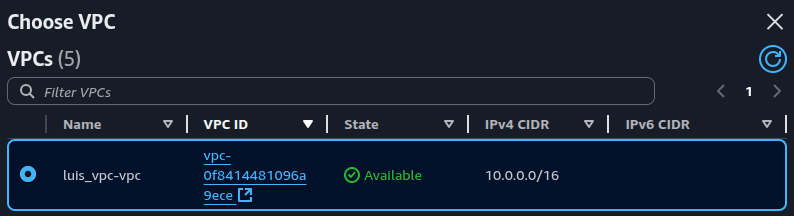 Choose VPC
VPCs (5)
Filter VPCs
1
Name VPC ID State IPv4 CIDR IPv6 CIDR
vpc-
luis_vpc-vpc 0f8414481096a Available 10.0.0.0/16
9ece